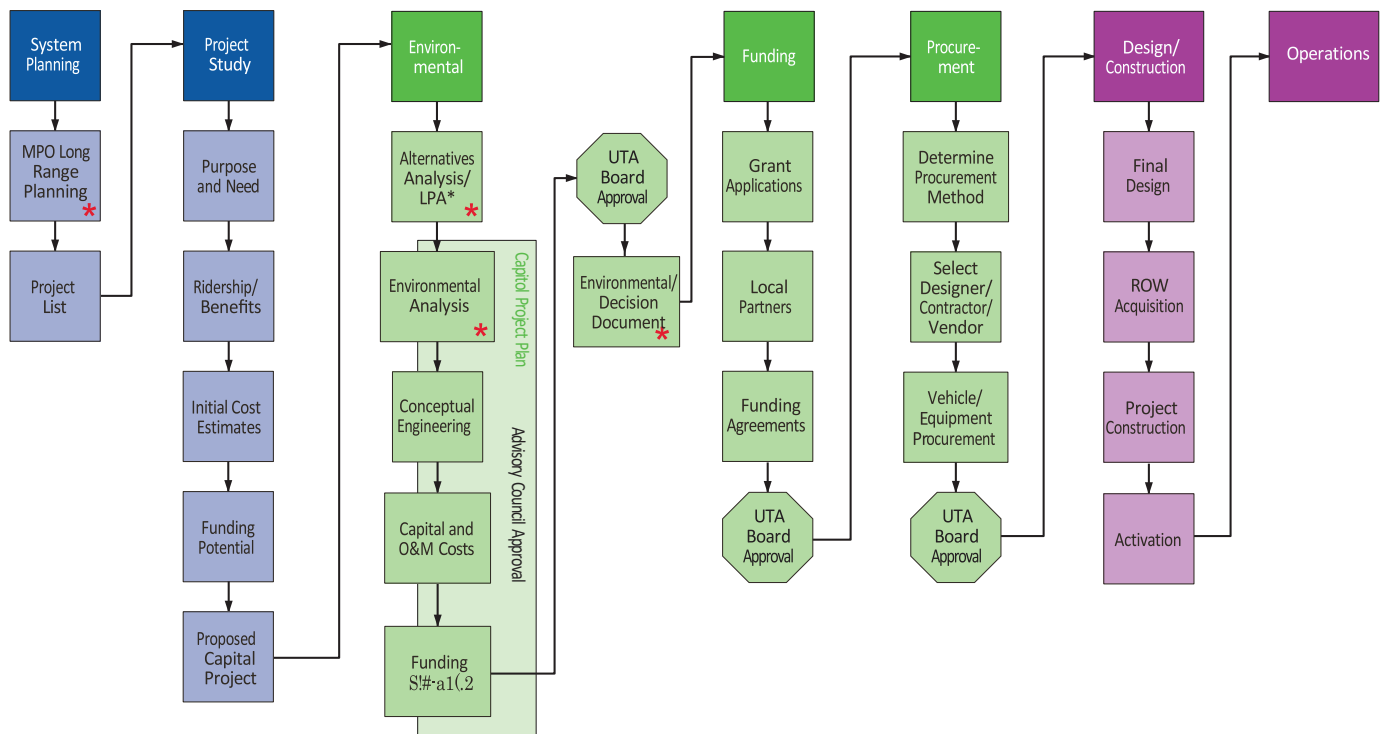 System
Planning
MPO Long
Range
Planning
*
Project
List
Project
Study
Purpose
and Need
Ridership/
Benefits
Initial Cost
Estimates
Funding
Potential
Proposed
Capital
Project
Environ-
mental
Alternatives
Analysis/
LPA*
*
Environmental
Analysis
*
Conceptual
Engineering
Capital and
O&M Costs
Funding
S!#-a1(.2
Capitol Project Plan
Advisory Council Approval
UTA
Board
Approval
Environmental/
Decision
Document
*
Funding
Grant
Applications
Local
Partners
Funding
Agreements
UTA
Board
Approval
Procure-
ment
Determine
Procurement
Method
Select
Designer/
Contractor/
Vendor
Vehicle/
Equipment
Procurement
UTA
Board
Approval
Design/
Construction
Final
Design
ROW
Acquisition
Project
Construction
Activation
Operations